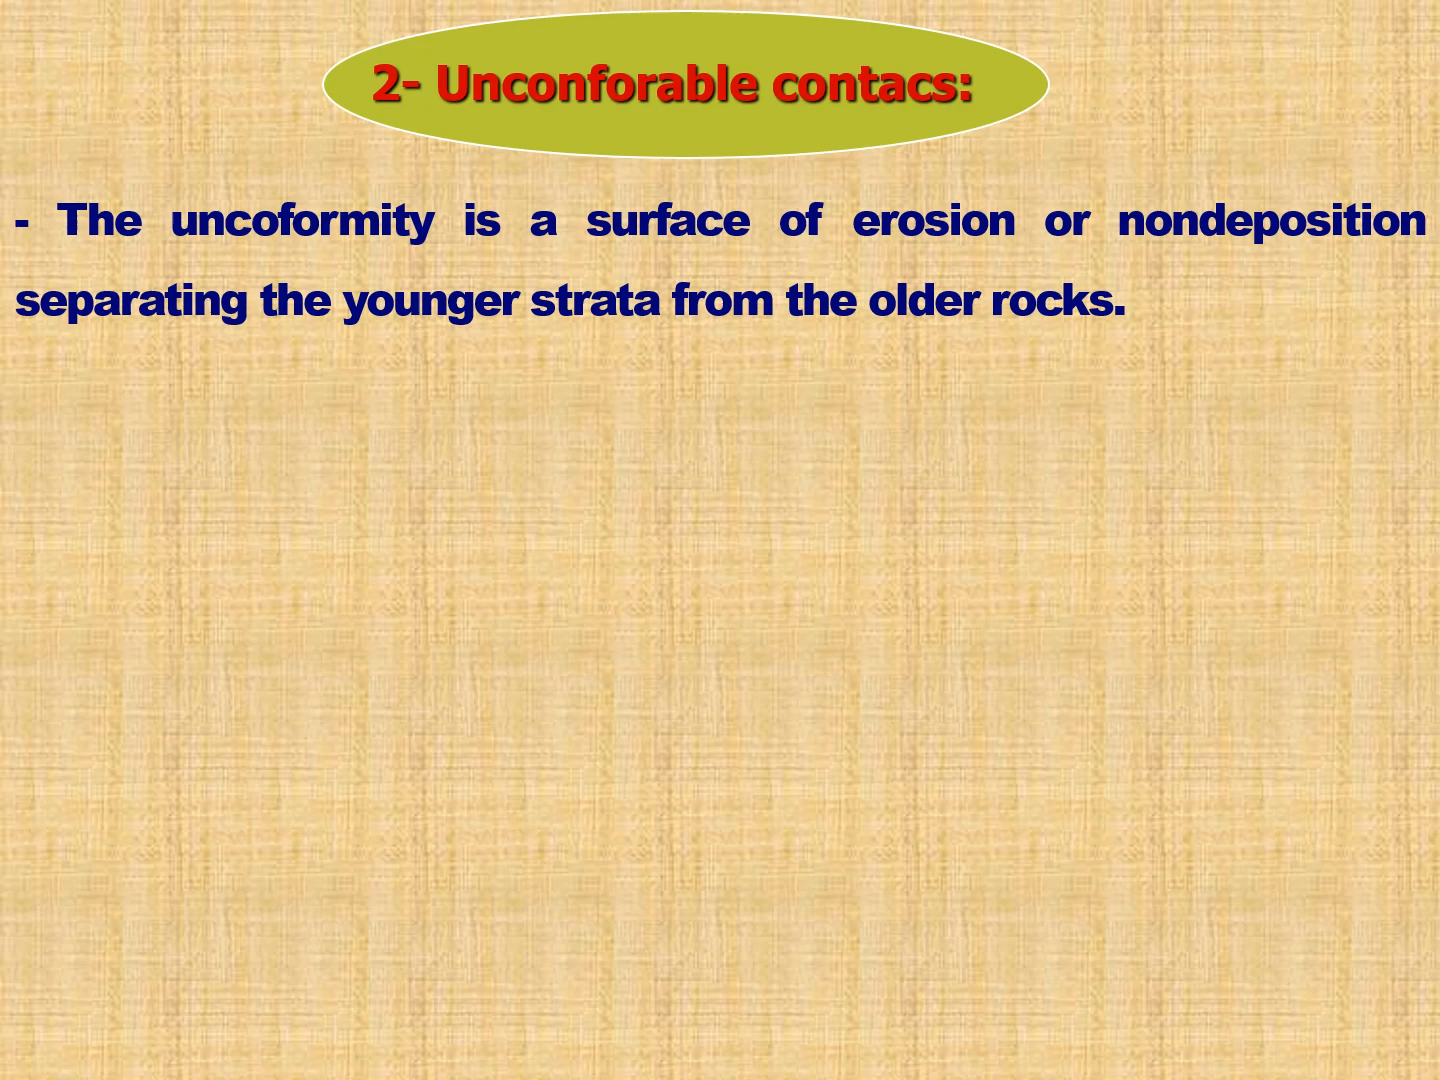 2- Unconforable contacs:
- The uncoformity is a surface of erosion or nondeposition
separating the younger strata from the older rocks.